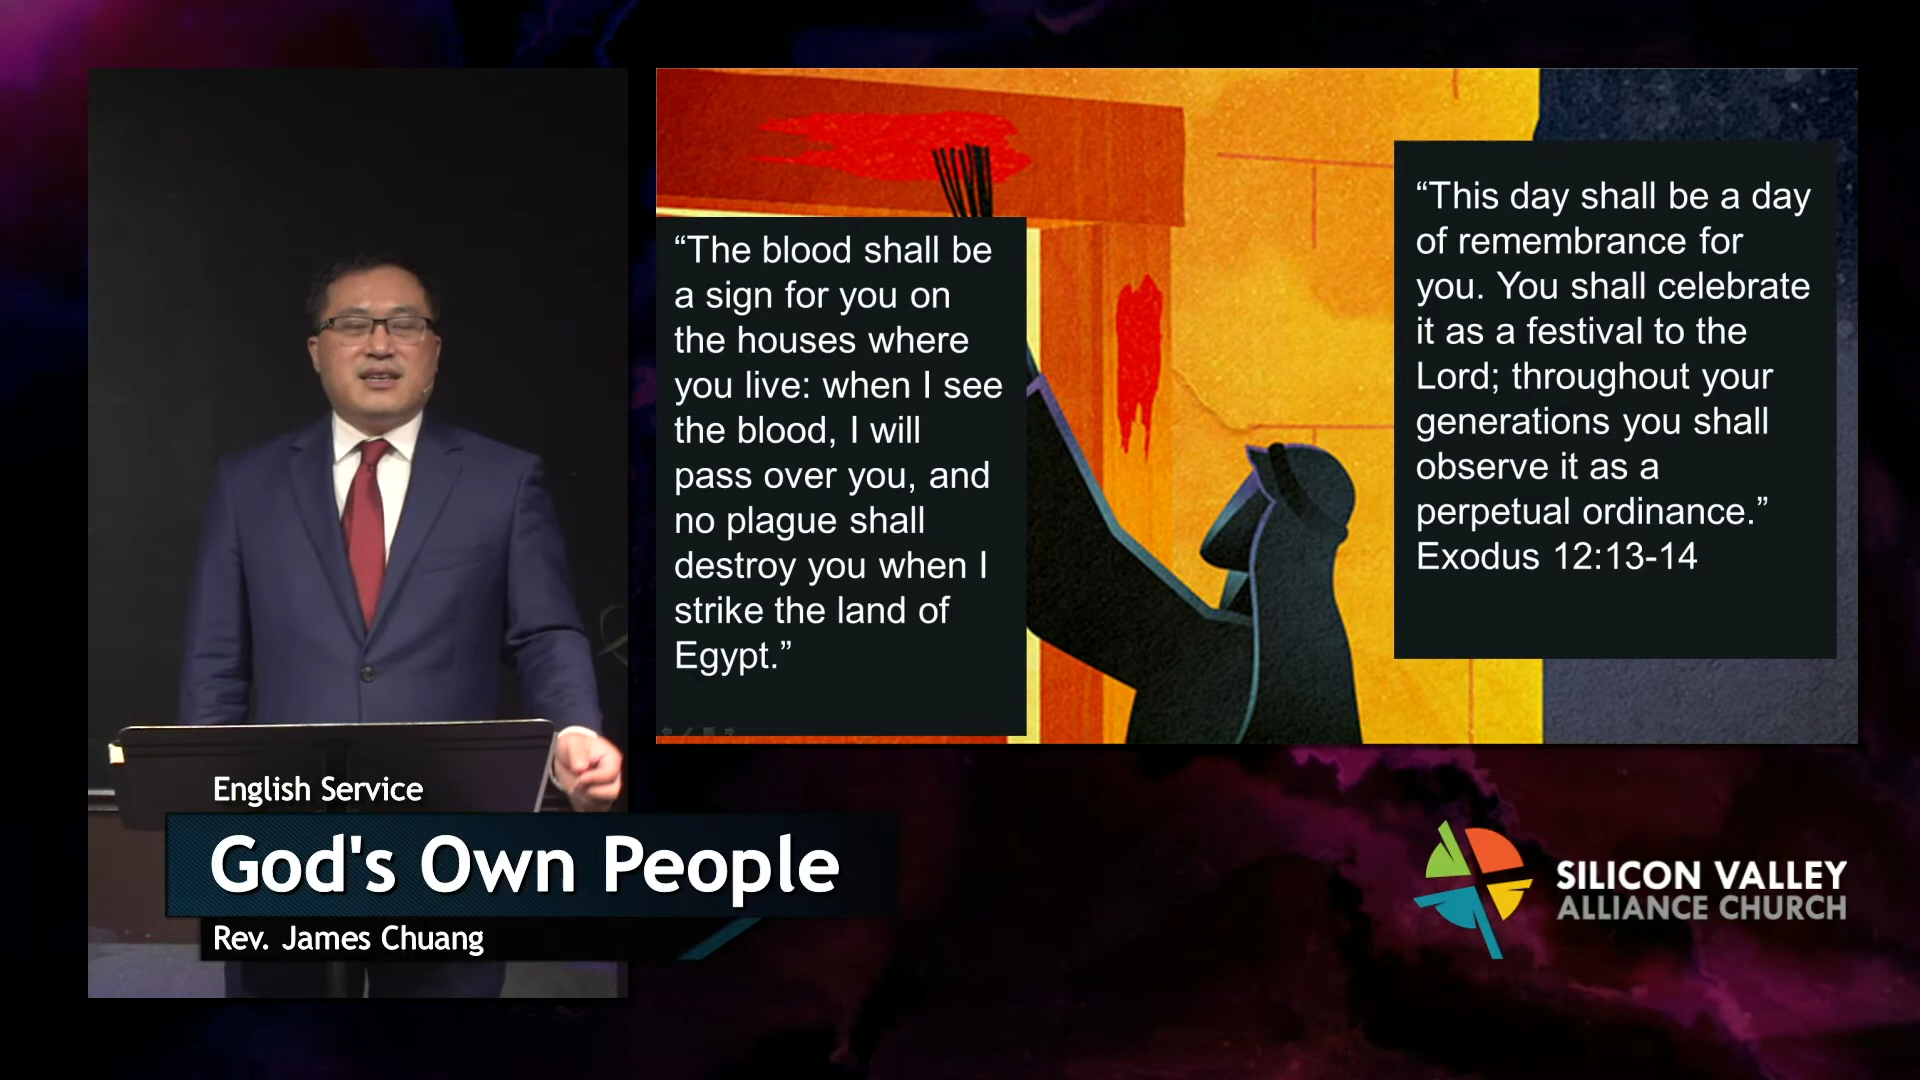 “The blood shall be
a sign for you on
the houses where
you live: when I see
the blood, I will
pass over you, and
no plague shall
destroy you when I
strike the land of
Egypt.”
“This day shall be a day
of remembrance for
you. You shall celebrate
it as a festival to the
Lord; throughout your
generations you shall
observe it as a
perpetual ordinance.”
Exodus 12:13-14
English Service
God's Own People
Rev. James Chuang
SILICON VALLEY
ALLIANCE CHURCH